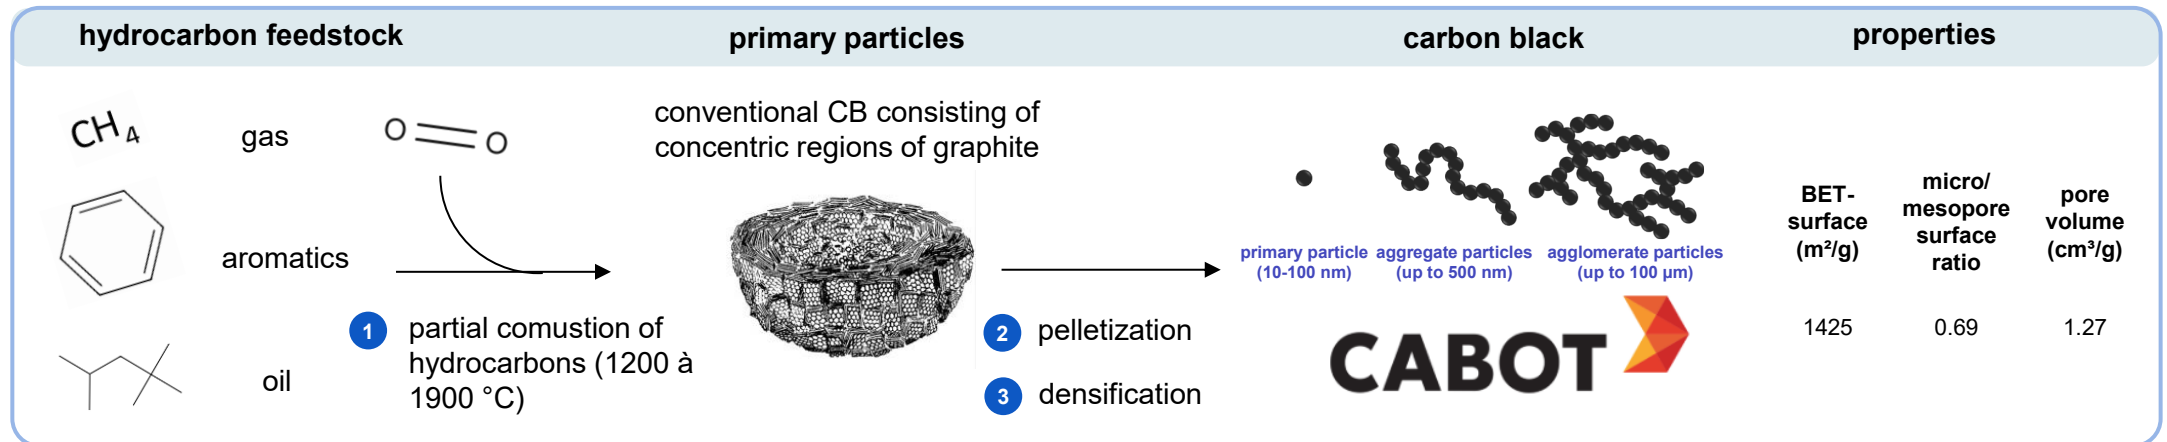 hydrocarbon feedstock
primary particles
carbon black
properties
CH4
gas
O
O
aromatics
oil
1
partial comustion of
hydrocarbons (1200 à
1900 °C)
conventional CB consisting of
concentric regions of graphite
2
pelletization
3
densification
primary particle
(10-100 nm)
aggregate particles
(up to 500 nm)
agglomerate particles
(up to 100 µm)
CABOT
BET-
surface
(m²/g)
micro/
mesopore
surface
ratio
pore
volume
(cm³/g)
1425
0.69
1.27